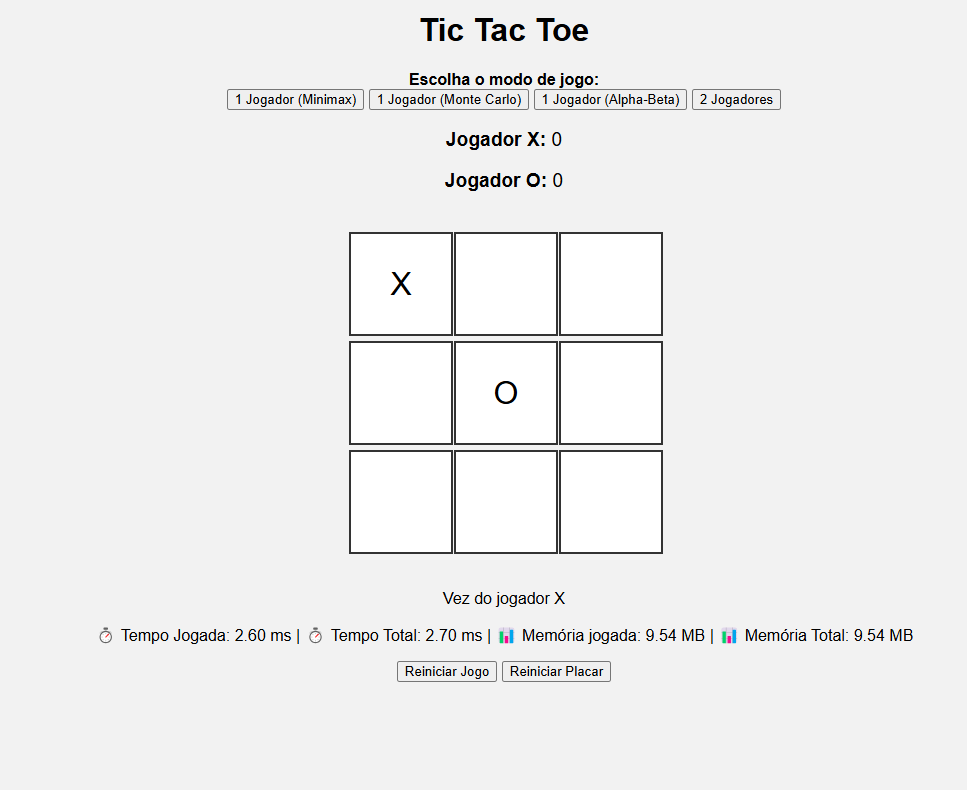 Tic Tac Toe
Escolha o modo de jogo:
1 Jogador (Minimax) 1 Jogador (Monte Carlo) 1 Jogador (Alpha-Beta) 2 Jogadores
Jogador X: 0
Jogador O: 0
X
O
Vez do jogador X
Tempo Jogada: 2.60 ms | Tempo Total: 2.70 ms | Memória jogada: 9.54 MB | Memória Total: 9.54 MB
Reiniciar Jogo Reiniciar Placar